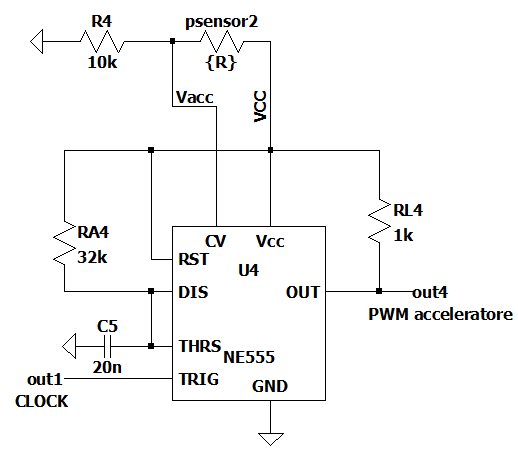 R4
psensor2
10k
{R}
Vacc
VCC
RA4
32k
RL4
1k
CV
Vcc
RST
U4
DIS
OUT
out4
PWM acceleratore
C5
20n
THRS
NE555
out1
TRIG
CLOCK
GND